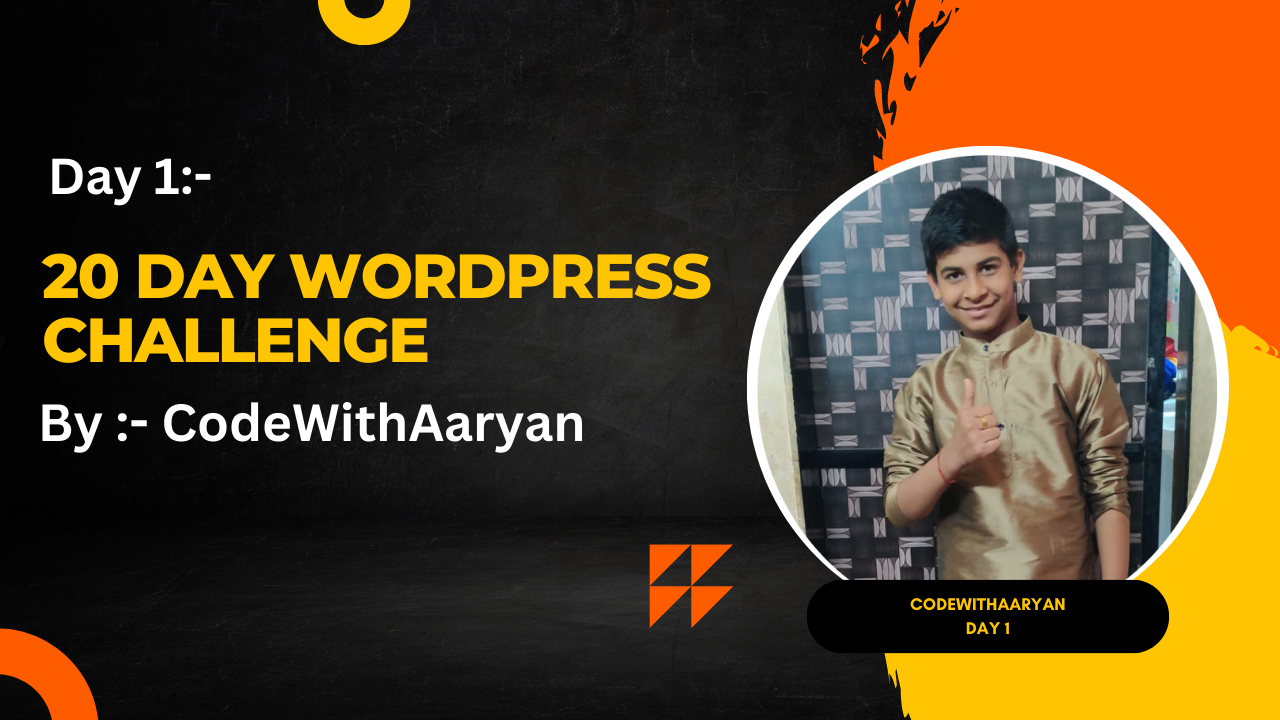 Day 1:-
20 DAY WORDPRESS
CHALLENGE
By :- CodeWithAaryan
CODEWITHAARYAN
DAY 1